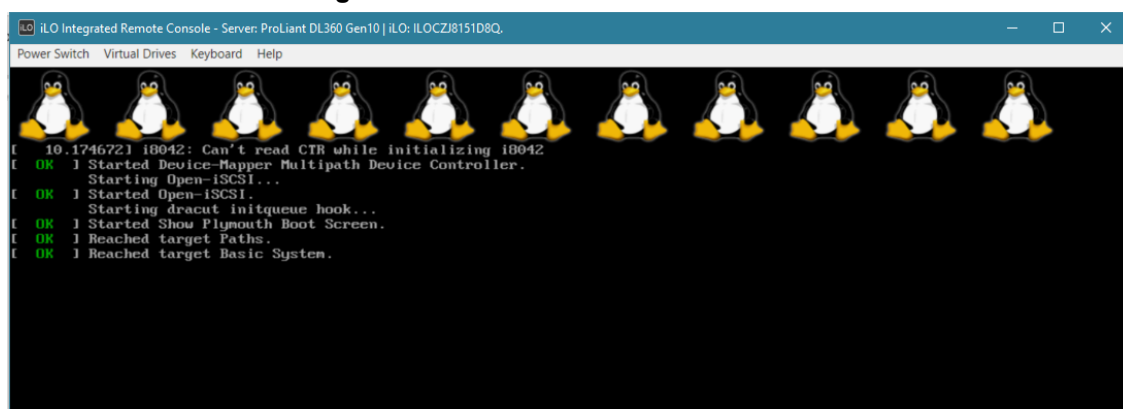 iLO iLO Integrated Remote Console - Server: ProLiant DL360 Gen10 | iLO: ILOCZJ8151D8Q.
Power Switch Virtual Drives Keyboard Help
[ 10.174672] i8042: Can't read CTR while initializing i8042
[ OK ] Started Device-Mapper Multipath Device Controller.
Starting Open-iSCSI...
[ OK ] Started Open-iSCSI.
Starting dracut initqueue hook...
[ OK ] Started Show Plymouth Boot Screen.
[ OK ] Reached target Paths.
[ OK ] Reached target Basic System.